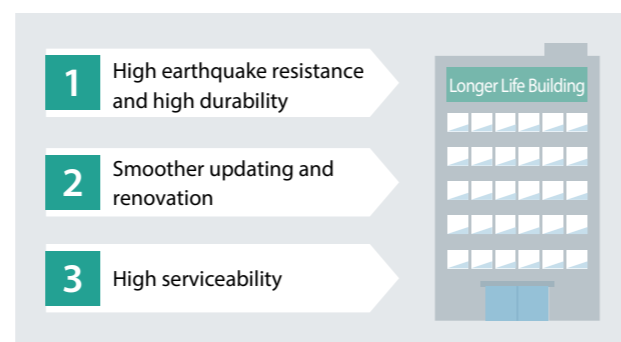 1
High earthquake resistance
and high durability
2
Smoother updating and
renovation
3
High serviceability
Longer Life Building